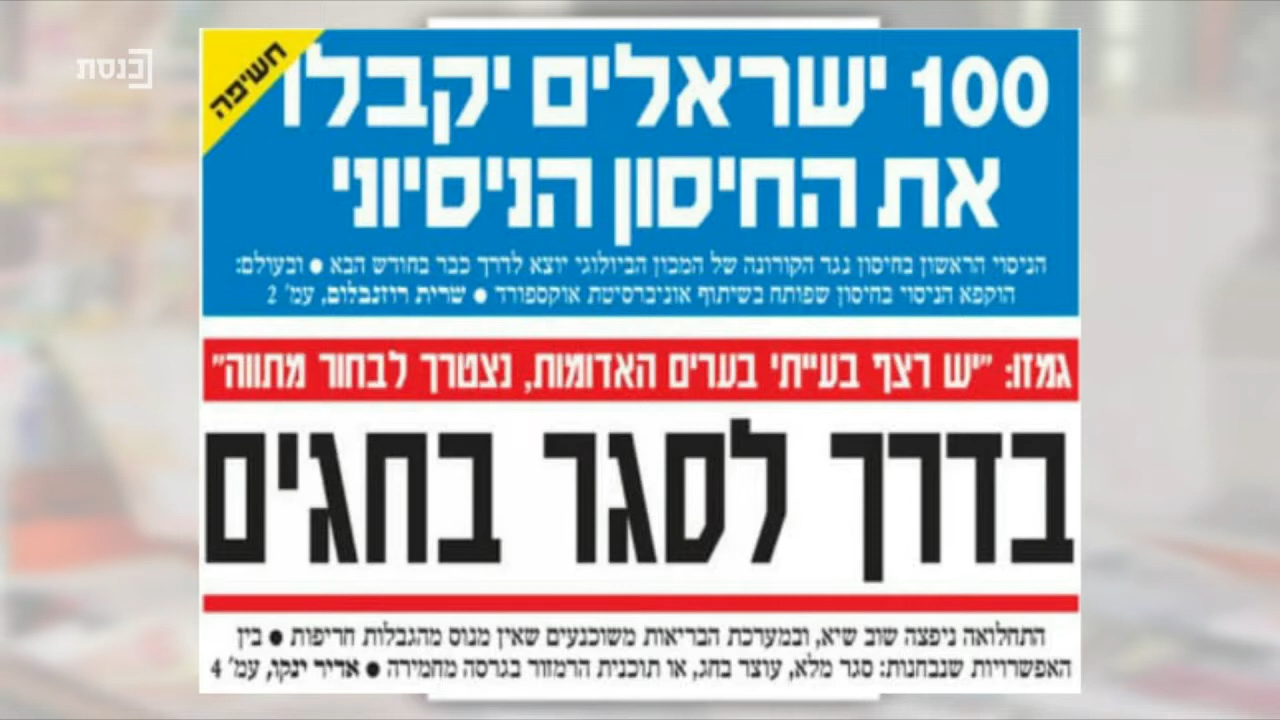 כנסת
חשיפה
100 ישראלים יקבלו
את החיסון הניסיוני
הניסוי הראשון בחיסון נגד הקורונה של המכון הביולוגי יוצא לדרך כבר בחודש הבא ● ובעולם:
הוקפא הניסוי בחיסון שפותח בשיתוף אוניברסיטת אוקספורד ● שרית רוזנבלום, עמ' 2
גמזו: "יש רצף בעייתי בערים האדומות, נצטרך לבחור מתווה"
בדרך לסגר בחגים
התחלואה ניפצה שוב שיא, ובמערכת הבריאות משוכנעים שאין מנוס מהגבלות חריפות ● בין
האפשרויות שנבחנות: סגר מלא, עוצר בחג, או תוכנית הרמזור בגרסה מחמירה ● אדיר ינקו, עמ' 4